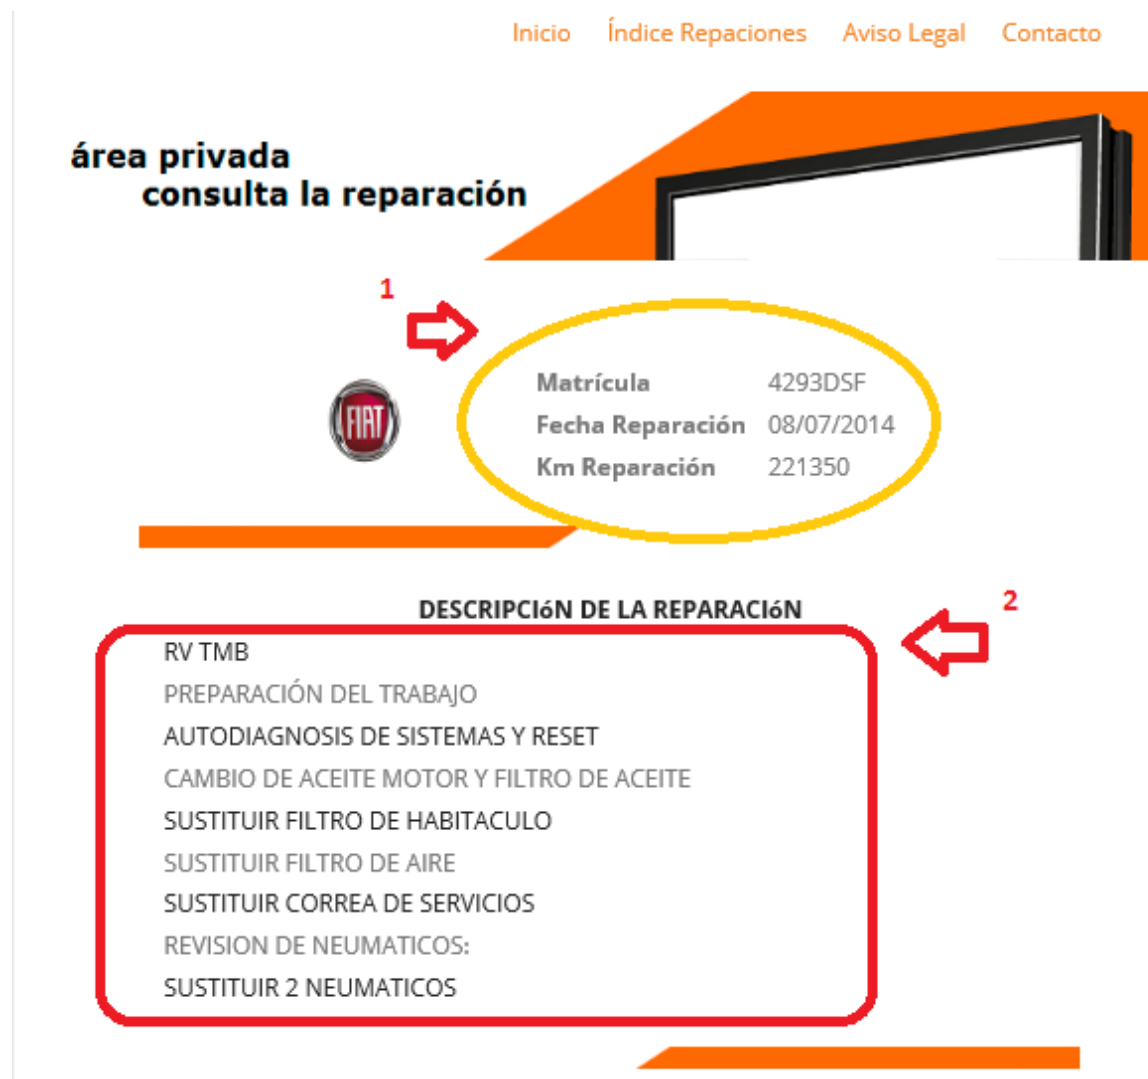 Inicio Índice Repaciones Aviso Legal Contacto
área privada
consulta la reparación
1
FIAT
Matrícula 4293DSF
Fecha Reparación 08/07/2014
Km Reparación 221350
DESCRIPCIóN DE LA REPARACIóN
2
RV TMB
PREPARACIÓN DEL TRABAJO
AUTODIAGNOSIS DE SISTEMAS Y RESET
CAMBIO DE ACEITE MOTOR Y FILTRO DE ACEITE
SUSTITUIR FILTRO DE HABITACULO
SUSTITUIR FILTRO DE AIRE
SUSTITUIR CORREA DE SERVICIOS
REVISION DE NEUMATICOS:
SUSTITUIR 2 NEUMATICOS